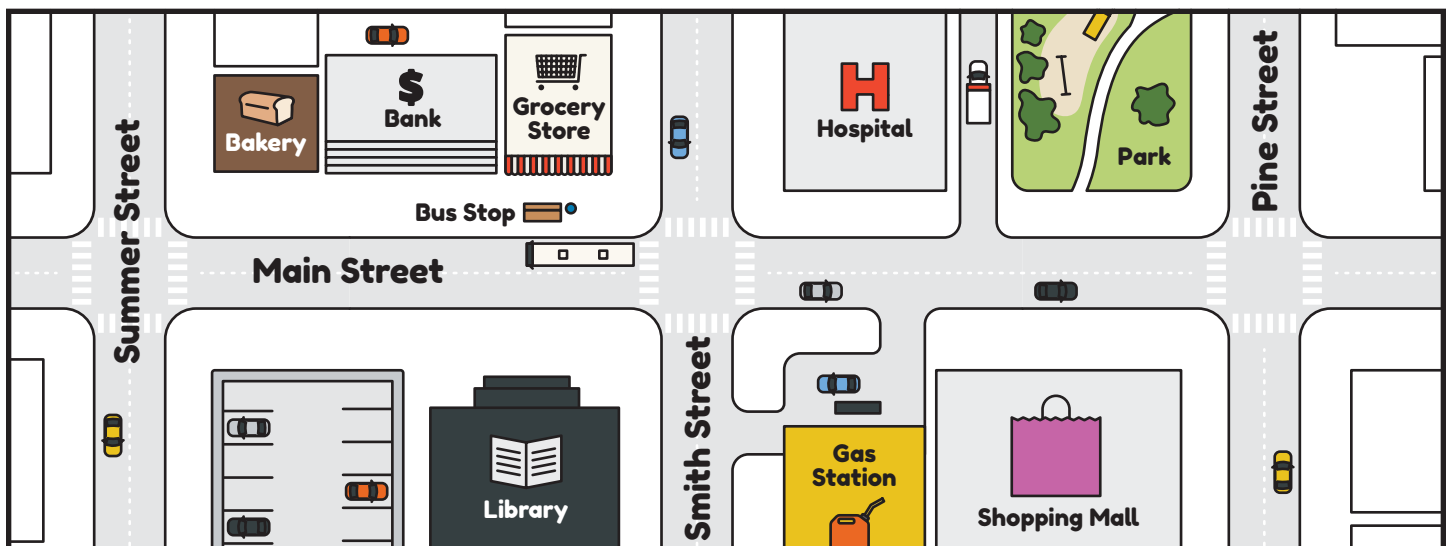 Bakery
$
Bank
Grocery
Store
H
Hospital
Park
Pine Street
Summer Street
Bus Stop
Main Street
Smith Street
Library
Gas
Station
Shopping Mall